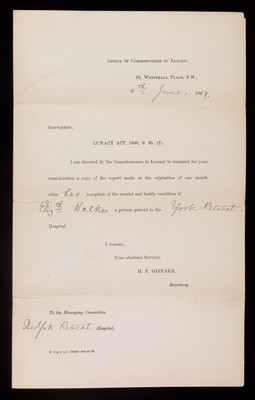 OFFICE OF COMMISSIONERS IN LUNACY,
19, WHITEHALL PLACE, S.W.,
11th June, 1897.
GENTLEMEN,
LUNACY ACT, 1890, S. 39. (7).
I am directed by the Commissioners in Lunacy to transmit for your
consideration a copy of the report made at the expiration of one month
after her reception of the mental and bodily condition of
Elizth Walker a private patient in the York Retreat
Hospital
I remain,
Your obedient Servant,
H. F. GIFFARD.
Secretary.
To the Managing Committee,
The York Retreat Hospital,